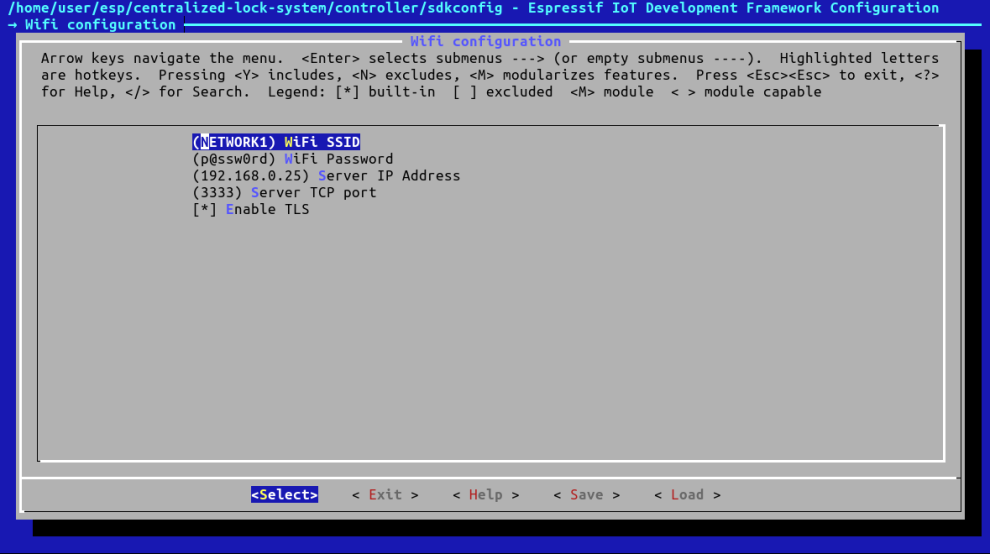 /home/user/esp/centralized-lock-system/controller/sdkconfig - Espressif IoT Development Framework Configuration
→ Wifi configuration
Wifi configuration
Arrow keys navigate the menu.  <Enter> selects submenus ---> (or empty submenus ----).  Highlighted letters
are hotkeys.  Pressing <Y> includes, <N> excludes, <M> modularizes features.  Press <Esc><Esc> to exit, <?>
for Help, </> for Search.  Legend: [*] built-in  [ ] excluded  <M> module  < > module capable
(NETWORK1) WiFi SSID
(p@ssw0rd) WiFi Password
(192.168.0.25) Server IP Address
(3333) Server TCP port
[*] Enable TLS
<Select>    < Exit >    < Help >    < Save >    < Load >